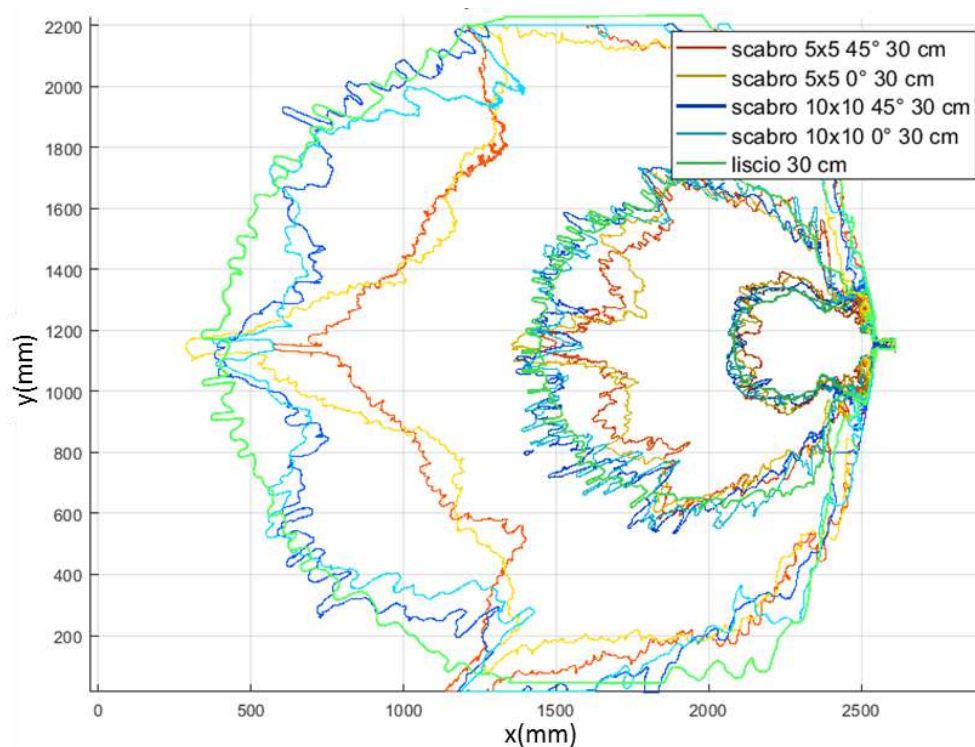 2200
2000
1800
1600
1400
1200
1000
800
600
400
200
y(mm)
scabro 5x5 45° 30 cm
scabro 5x5 0° 30 cm
scabro 10x10 45° 30 cm
scabro 10x10 0° 30 cm
liscio 30 cm
0 500 1000 1500 2000 2500
x(mm)